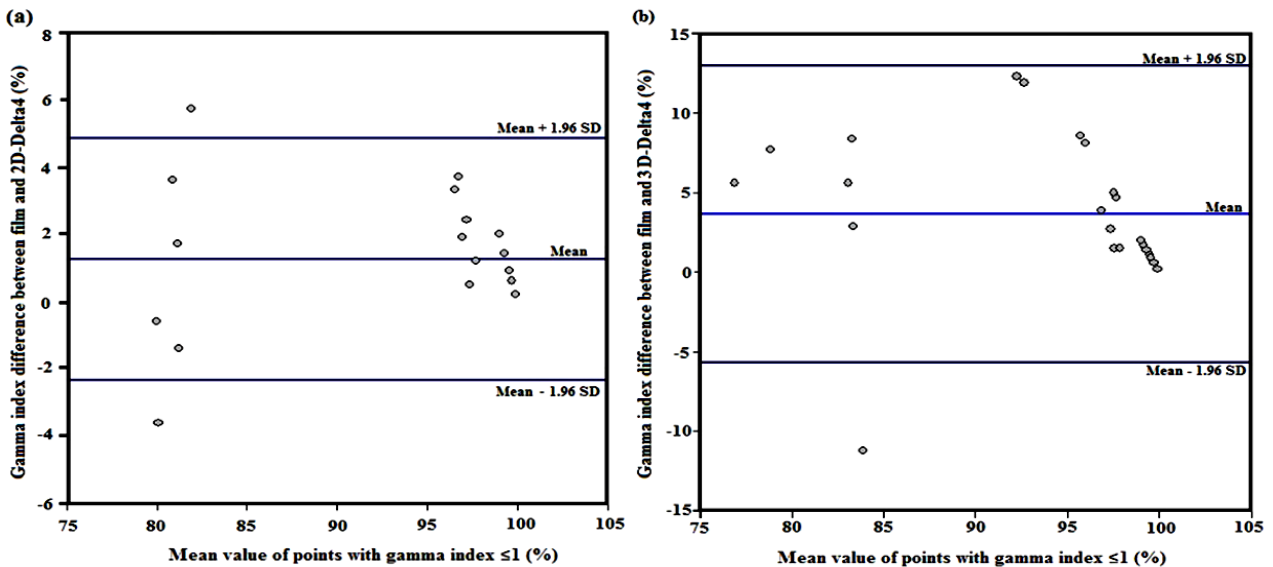 (a)
8
6
4
2
0
-2
-4
-6
75
80
85
90
95
100
105
Gamma index difference between film and 2D-Delta4 (%)
Mean + 1.96 SD
Mean
Mean - 1.96 SD
Mean value of points with gamma index ≤1 (%)
(b)
15
10
5
0
-5
-10
-15
75
80
85
90
95
100
105
Gamma index difference between film and 3D-Delta4 (%)
Mean + 1.96 SD
Mean
Mean - 1.96 SD
Mean value of points with gamma index ≤1 (%)